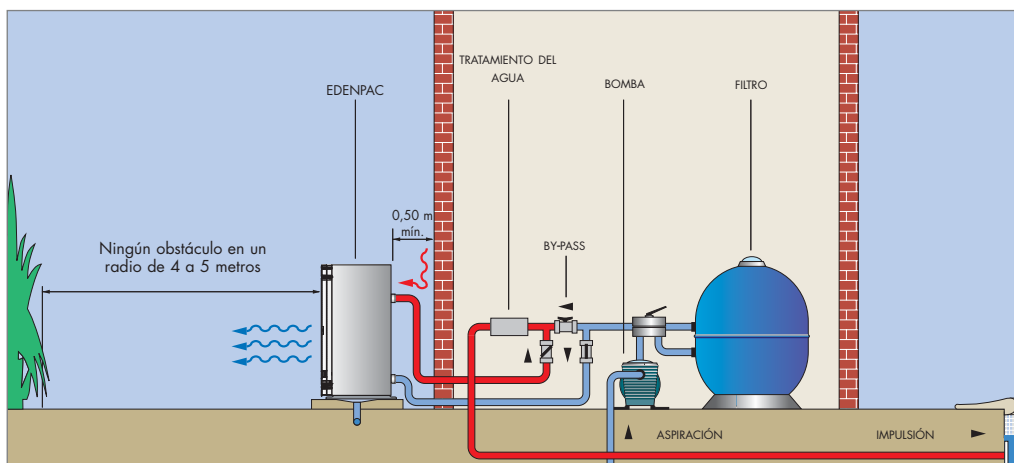 TRATAMIENTO DEL
AGUA
EDENPAC
BOMBA
FILTRO
0,50 m
mín.
Ningún obstáculo en un
radio de 4 a 5 metros
BY-PASS
ASPIRACIÓN
IMPULSIÓN